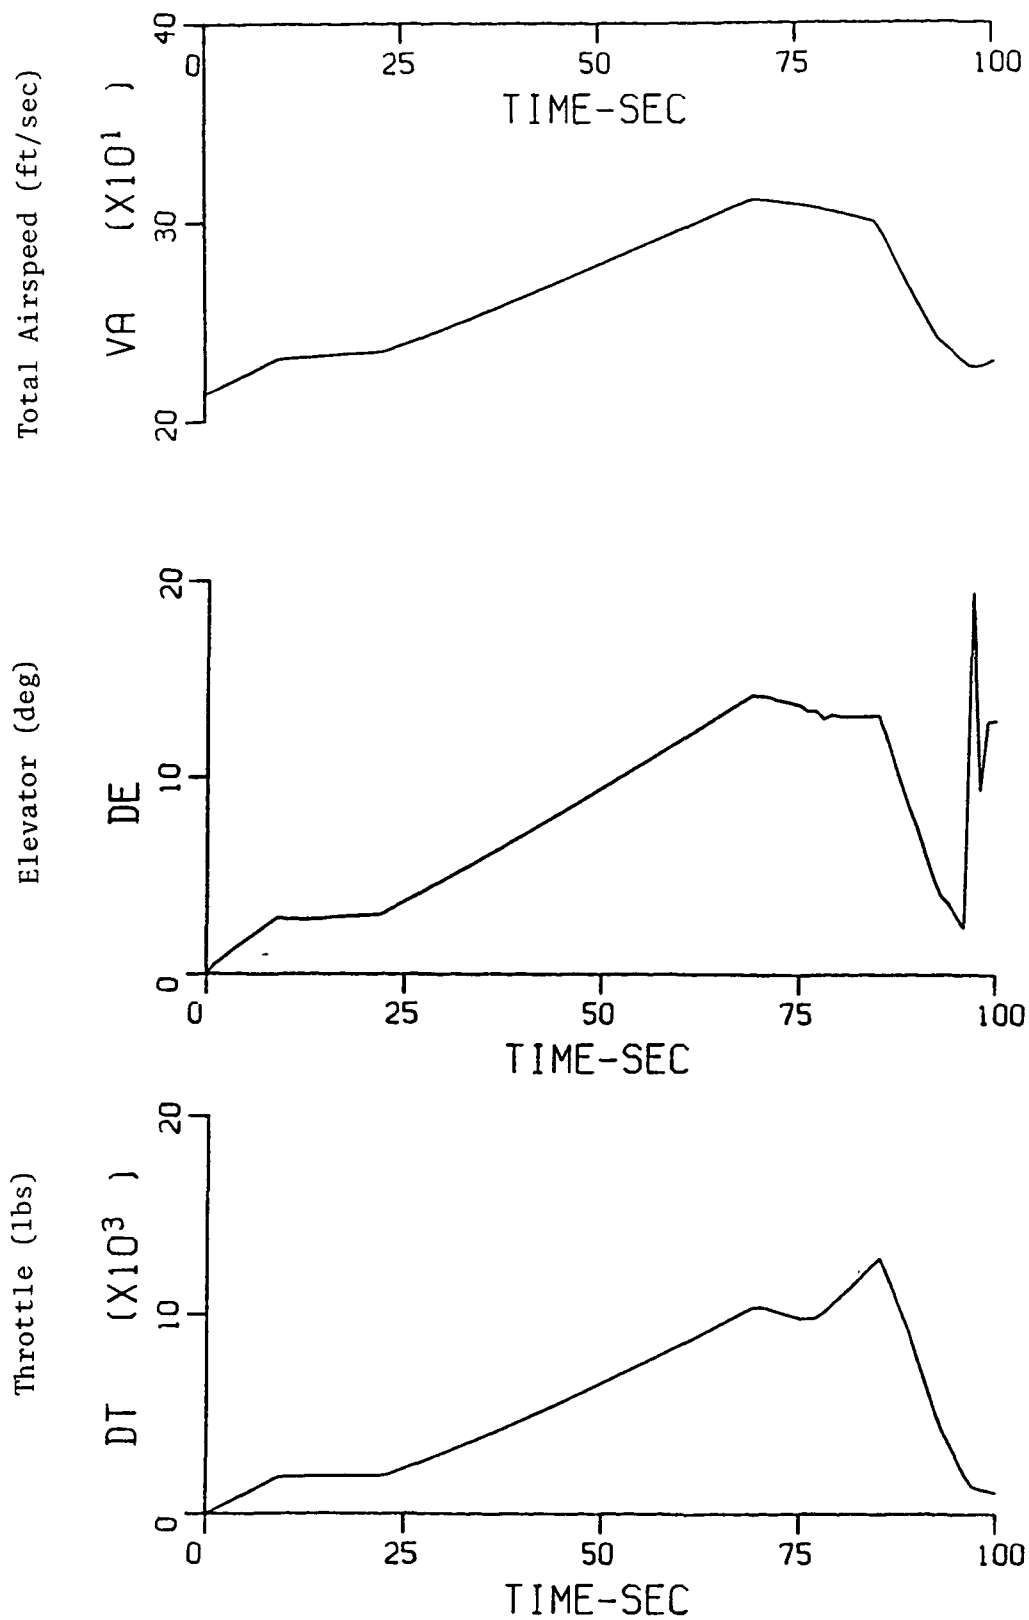 Total Airspeed (ft/sec)
VA (X10¹ )
40
30
20
0 25 50 75 100
TIME-SEC
Elevator (deg)
DE
20
10
0
0 25 50 75 100
TIME-SEC
Throttle (lbs)
DT (X10³ )
20
10
0
0 25 50 75 100
TIME-SEC